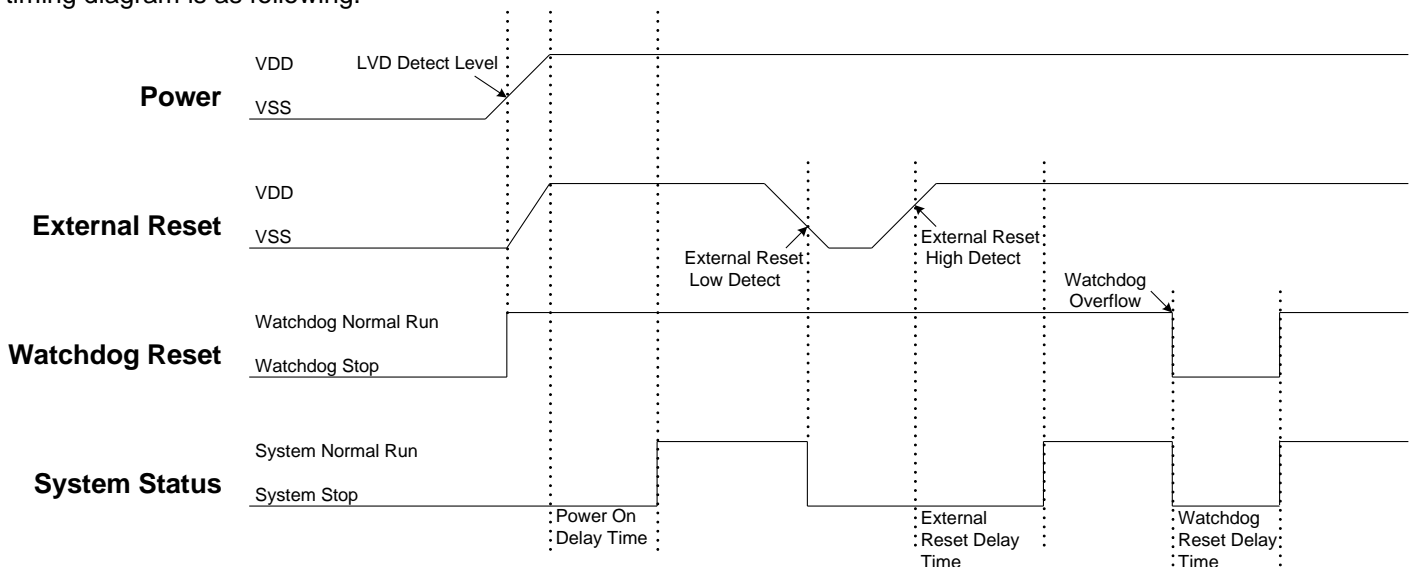 timing diagram is as following:
VDD
LVD Detect Level
Power
VSS
VDD
External Reset
VSS
External Reset
Low Detect
External Reset
High Detect
Watchdog
Overflow
Watchdog Normal Run
Watchdog Reset
Watchdog Stop
System Normal Run
System Status
System Stop
Power On
Delay Time
External
Reset Delay
Time
Watchdog
Reset Delay
Time